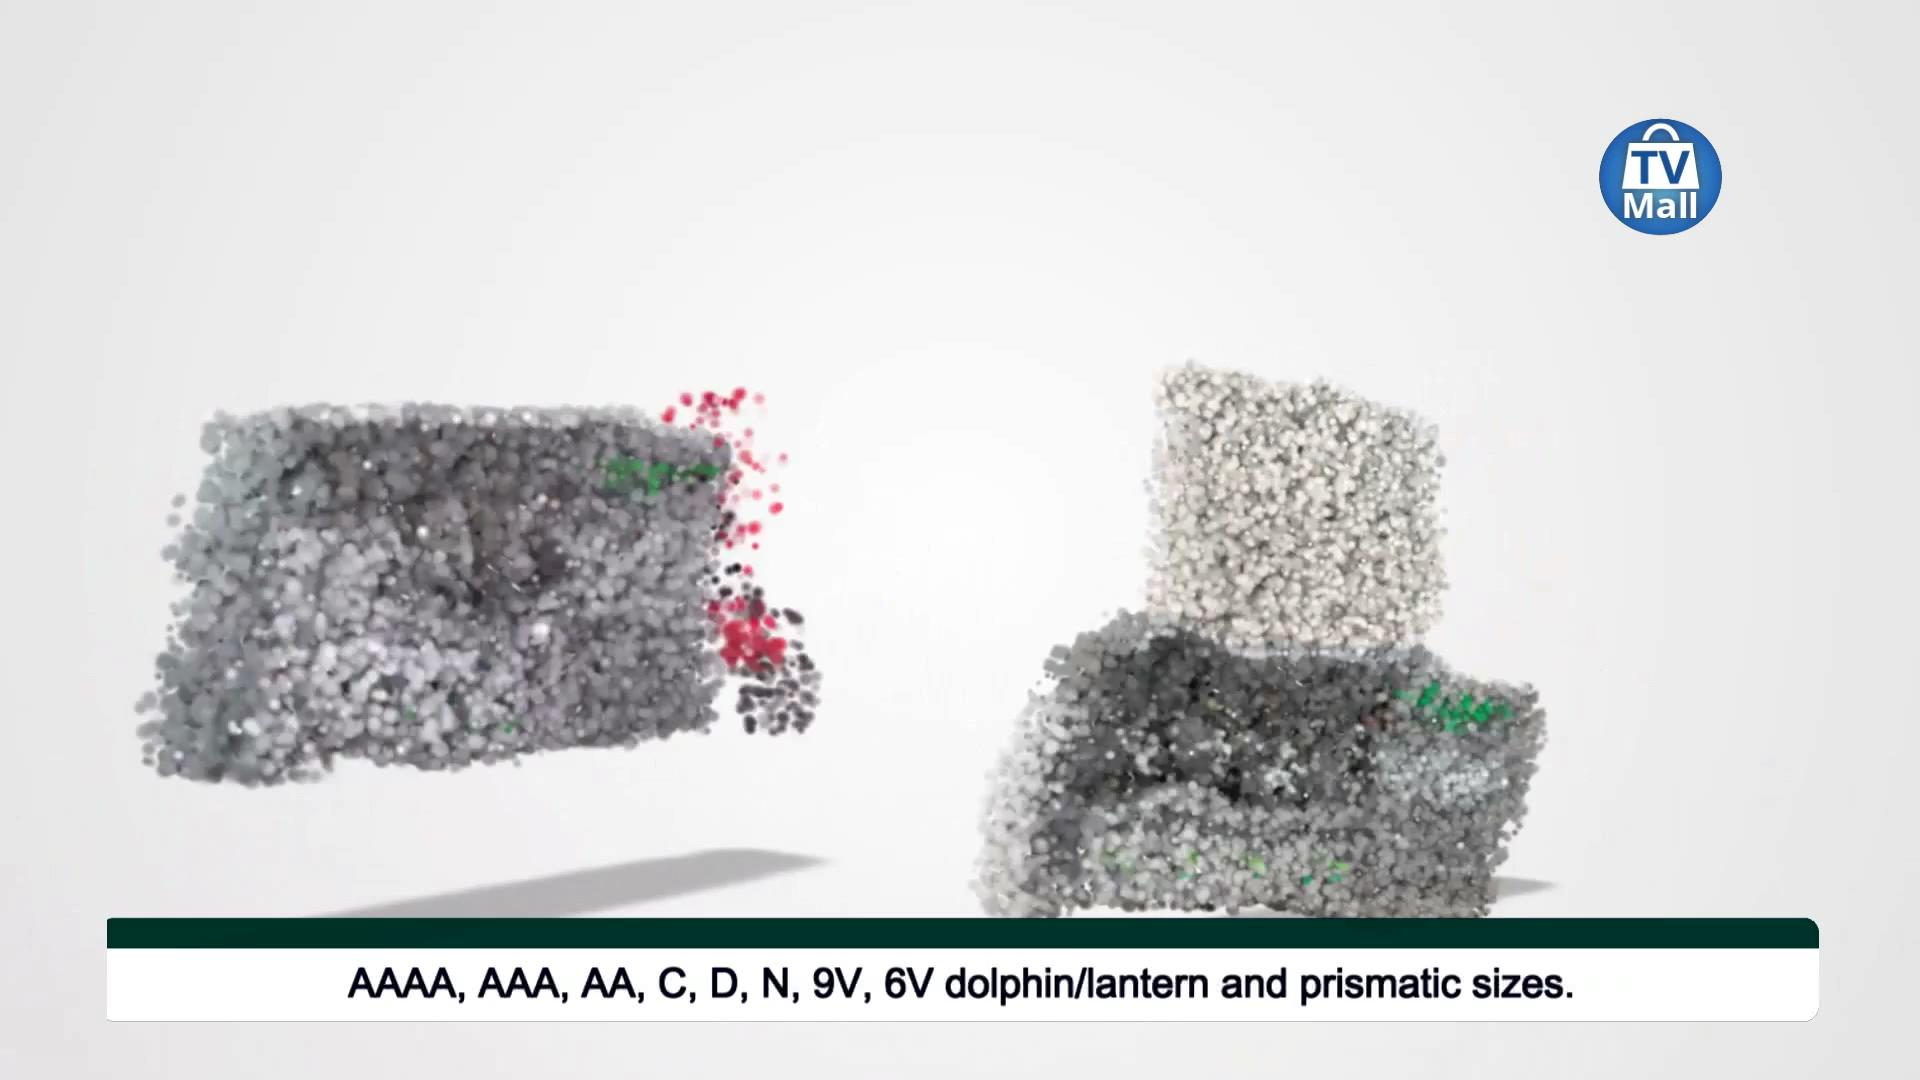 TV
Mall
AAAA, AAA, AA, C, D, N, 9V, 6V dolphin/lantern and prismatic sizes.